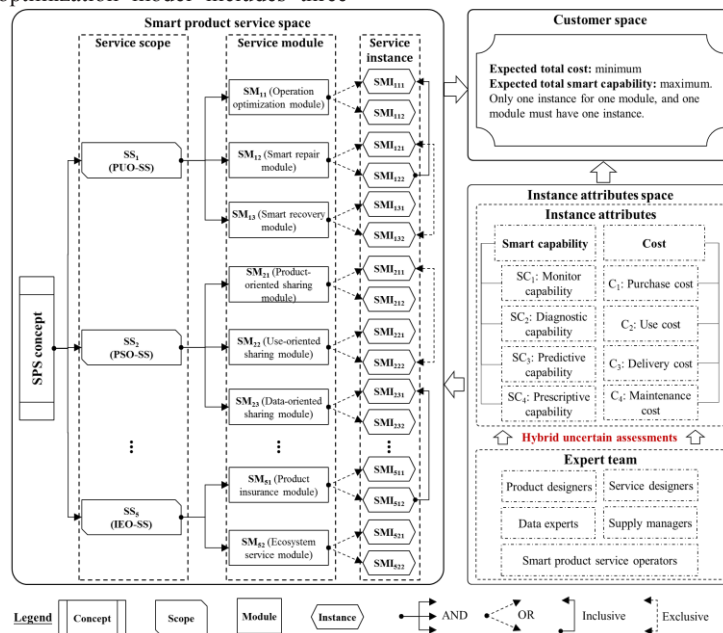 optimization model includes three
Smart product service space
Service scope
Service module
Service
instance
SM11 (Operation
optimization module)
SMI111
SMI112
SS1
(PUO-SS)
SM12 (Smart repair
module)
SMI121
SMI122
SM13 (Smart recovery
module)
SMI131
SMI132
SPS concept
SM21 (Product-
oriented sharing
module)
SMI211
SMI212
SS2
(PSO-SS)
SM22 (Use-oriented
sharing module)
SMI221
SMI222
SM23 (Data-oriented
sharing module)
SMI231
SMI232
SS5
(IEO-SS)
SM51 (Product
insurance module)
SMI511
SMI512
SM52 (Ecosystem
service module)
SMI521
SMI522
Customer space
Expected total cost: minimum
Expected total smart capability: maximum.
Only one instance for one module, and one
module must have one instance.
Instance attributes space
Instance attributes
Smart capability
Cost
SC1: Monitor
capability
C1: Purchase cost
SC2: Diagnostic
capability
C2: Use cost
SC3: Predictive
capability
C3: Delivery cost
SC4: Prescriptive
capability
C4: Maintenance
cost
Hybrid uncertain assessments
Expert team
Product designers
Service designers
Data experts
Supply managers
Smart product service operators
Legend
Concept
Scope
Module
Instance
AND
OR
Inclusive
Exclusive